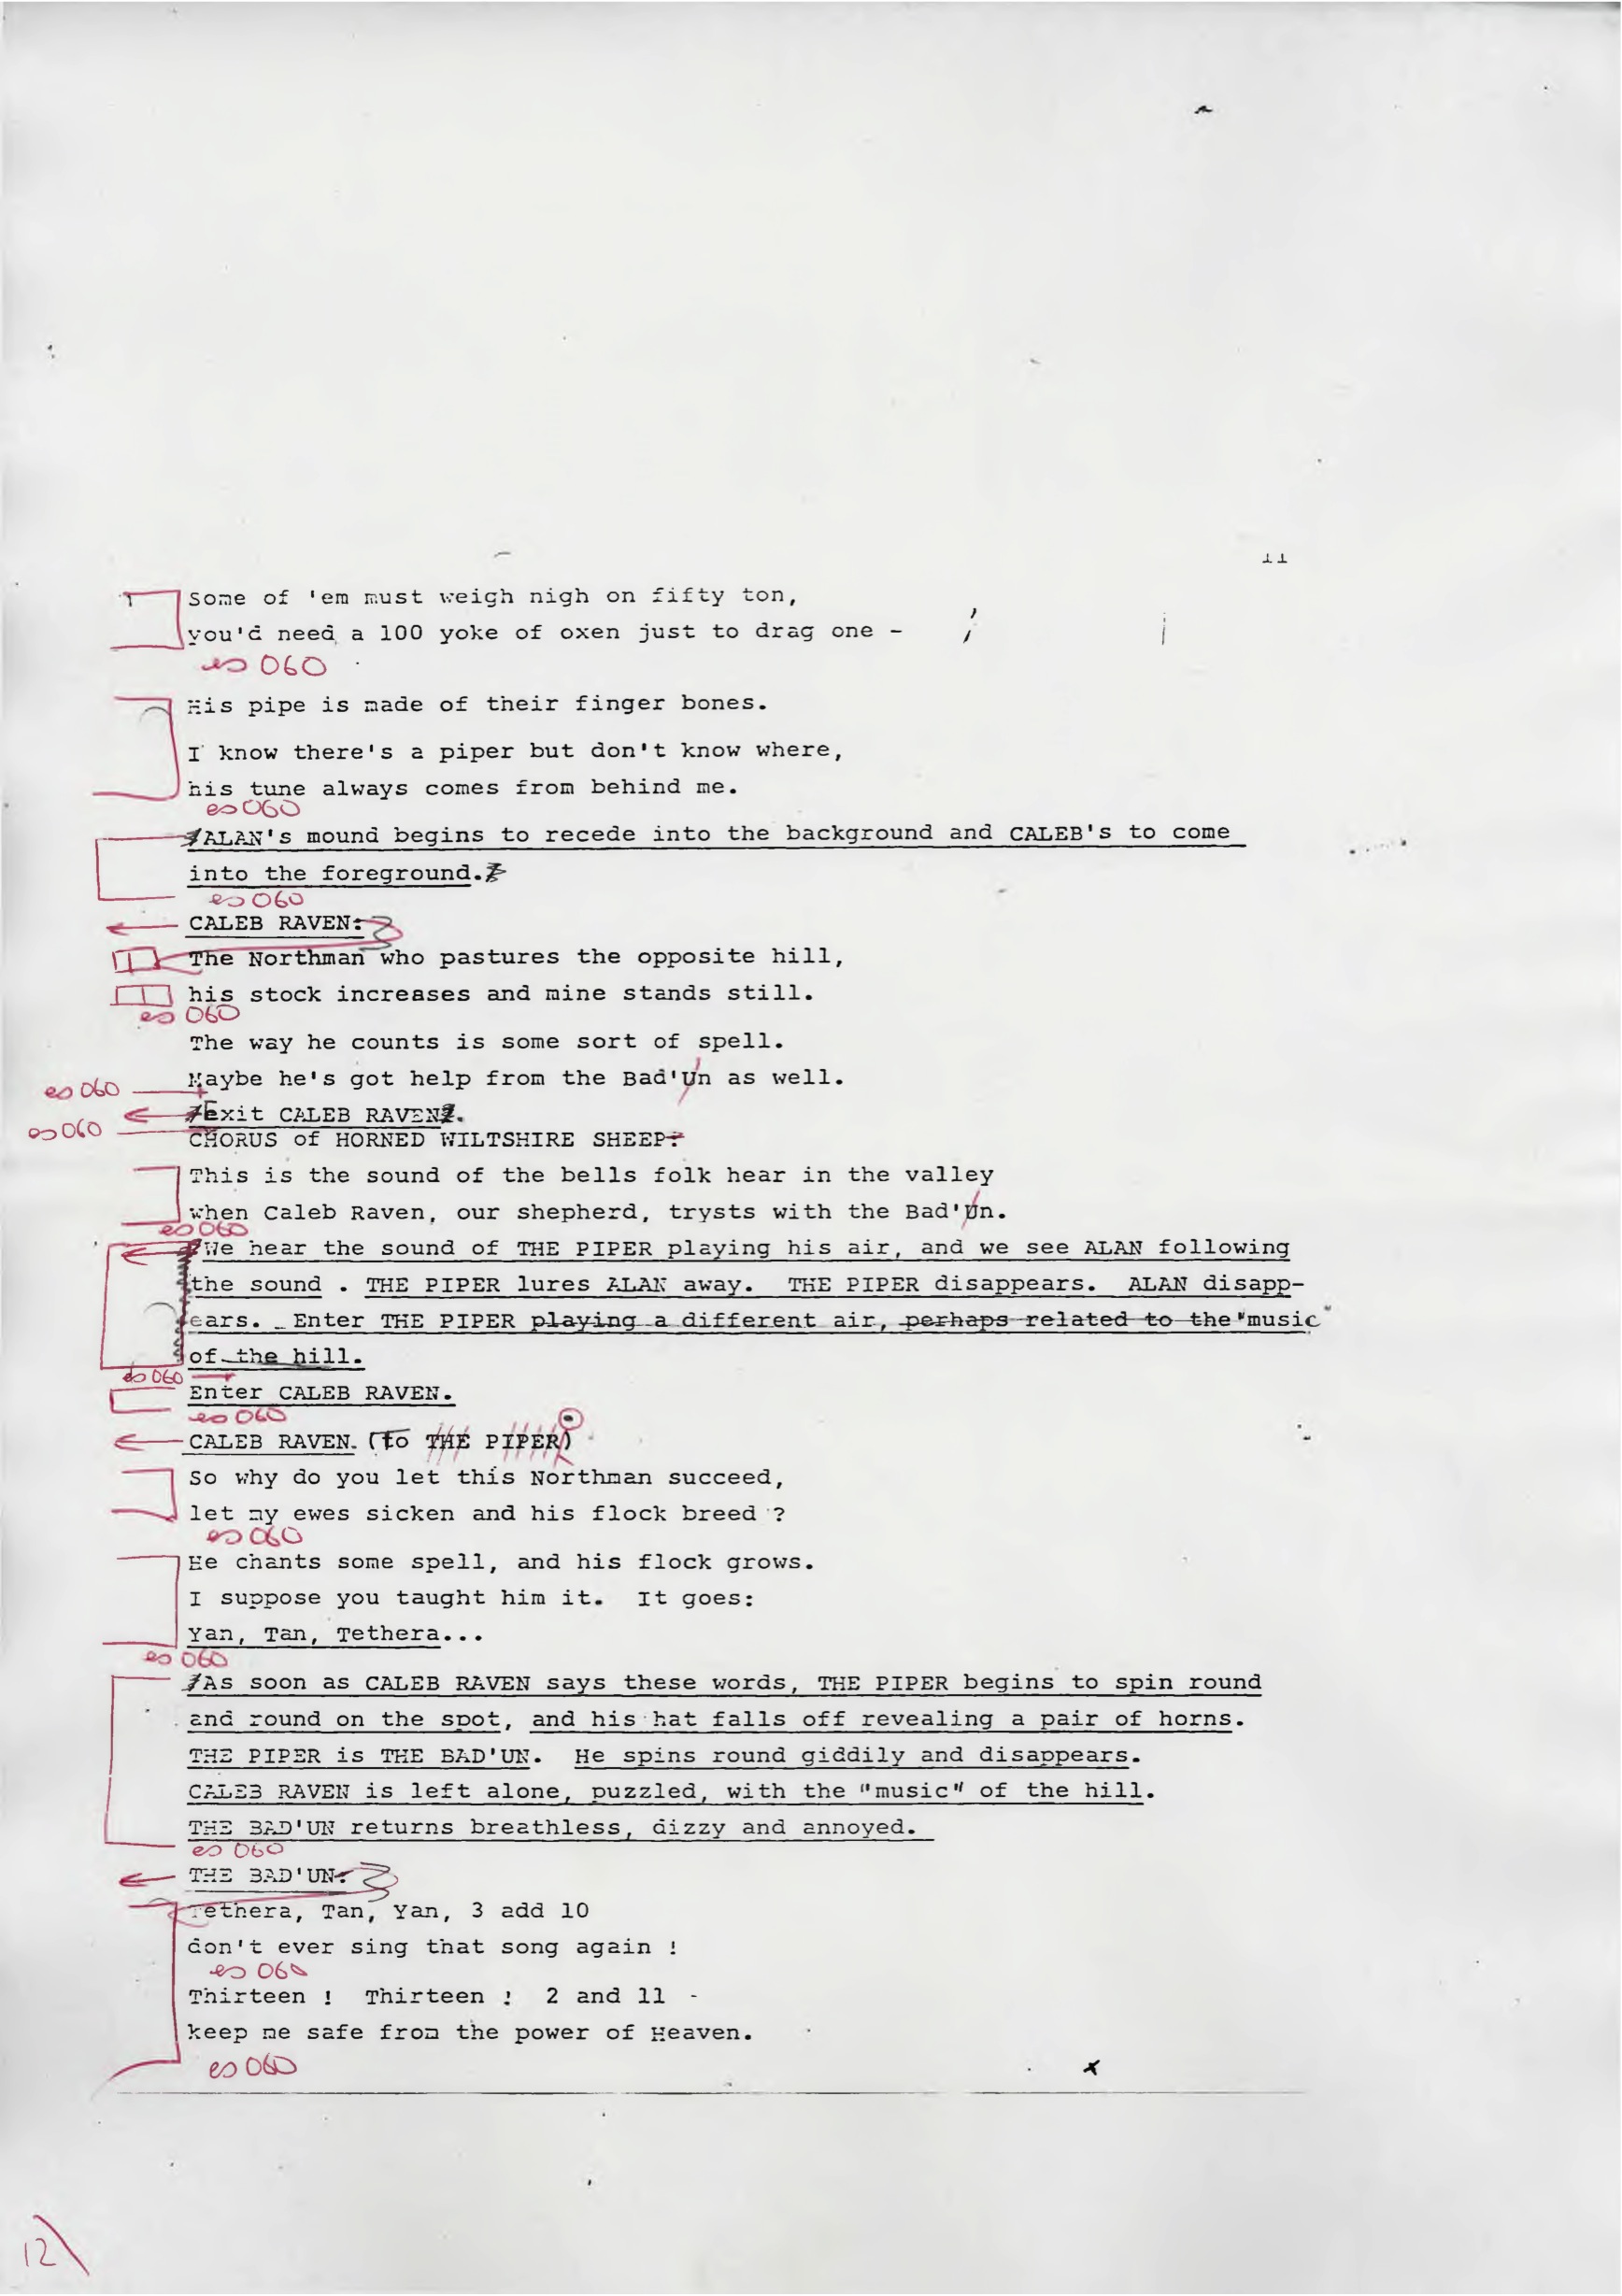 11
Some of 'em must weigh nigh on fifty ton,
you'd need a 100 yoke of oxen just to drag one -
es 060
His pipe is made of their finger bones.
I know there's a piper but don't know where,
his tune always comes from behind me.
es 060
ALAN's mound begins to recede into the background and CALEB's to come
into the foreground.
es 060
CALEB RAVEN:
The Northman who pastures the opposite hill,
his stock increases and mine stands still.
es 060
The way he counts is some sort of spell.
Maybe he's got help from the Bad'Un as well.
es 060
Exit CALEB RAVEN.
es 060
CHORUS of HORNED WILTSHIRE SHEEP:
This is the sound of the bells folk hear in the valley
when Caleb Raven, our shepherd, trysts with the Bad'Un.
es 060
We hear the sound of THE PIPER playing his air, and we see ALAN following
the sound . THE PIPER lures ALAN away. THE PIPER disappears. ALAN disapp-
ears. Enter THE PIPER playing a different air, perhaps related to the "music"
of the hill.
es 060
Enter CALEB RAVEN.
es 060
CALEB RAVEN. (to THE PIPER)
So why do you let this Northman succeed,
let my ewes sicken and his flock breed ?
es 060
He chants some spell, and his flock grows.
I suppose you taught him it. It goes:
Yan, Tan, Tethera...
es 060
As soon as CALEB RAVEN says these words, THE PIPER begins to spin round
and round on the spot, and his hat falls off revealing a pair of horns.
THE PIPER is THE BAD'UN. He spins round giddily and disappears.
CALEB RAVEN is left alone, puzzled, with the "music" of the hill.
THE BAD'UN returns breathless, dizzy and annoyed.
es 060
THE BAD'UN:
Tethera, Tan, Yan, 3 add 10
don't ever sing that song again !
es 060
Thirteen ! Thirteen ! 2 and 11 -
keep me safe from the power of Heaven.
es 060
x
12